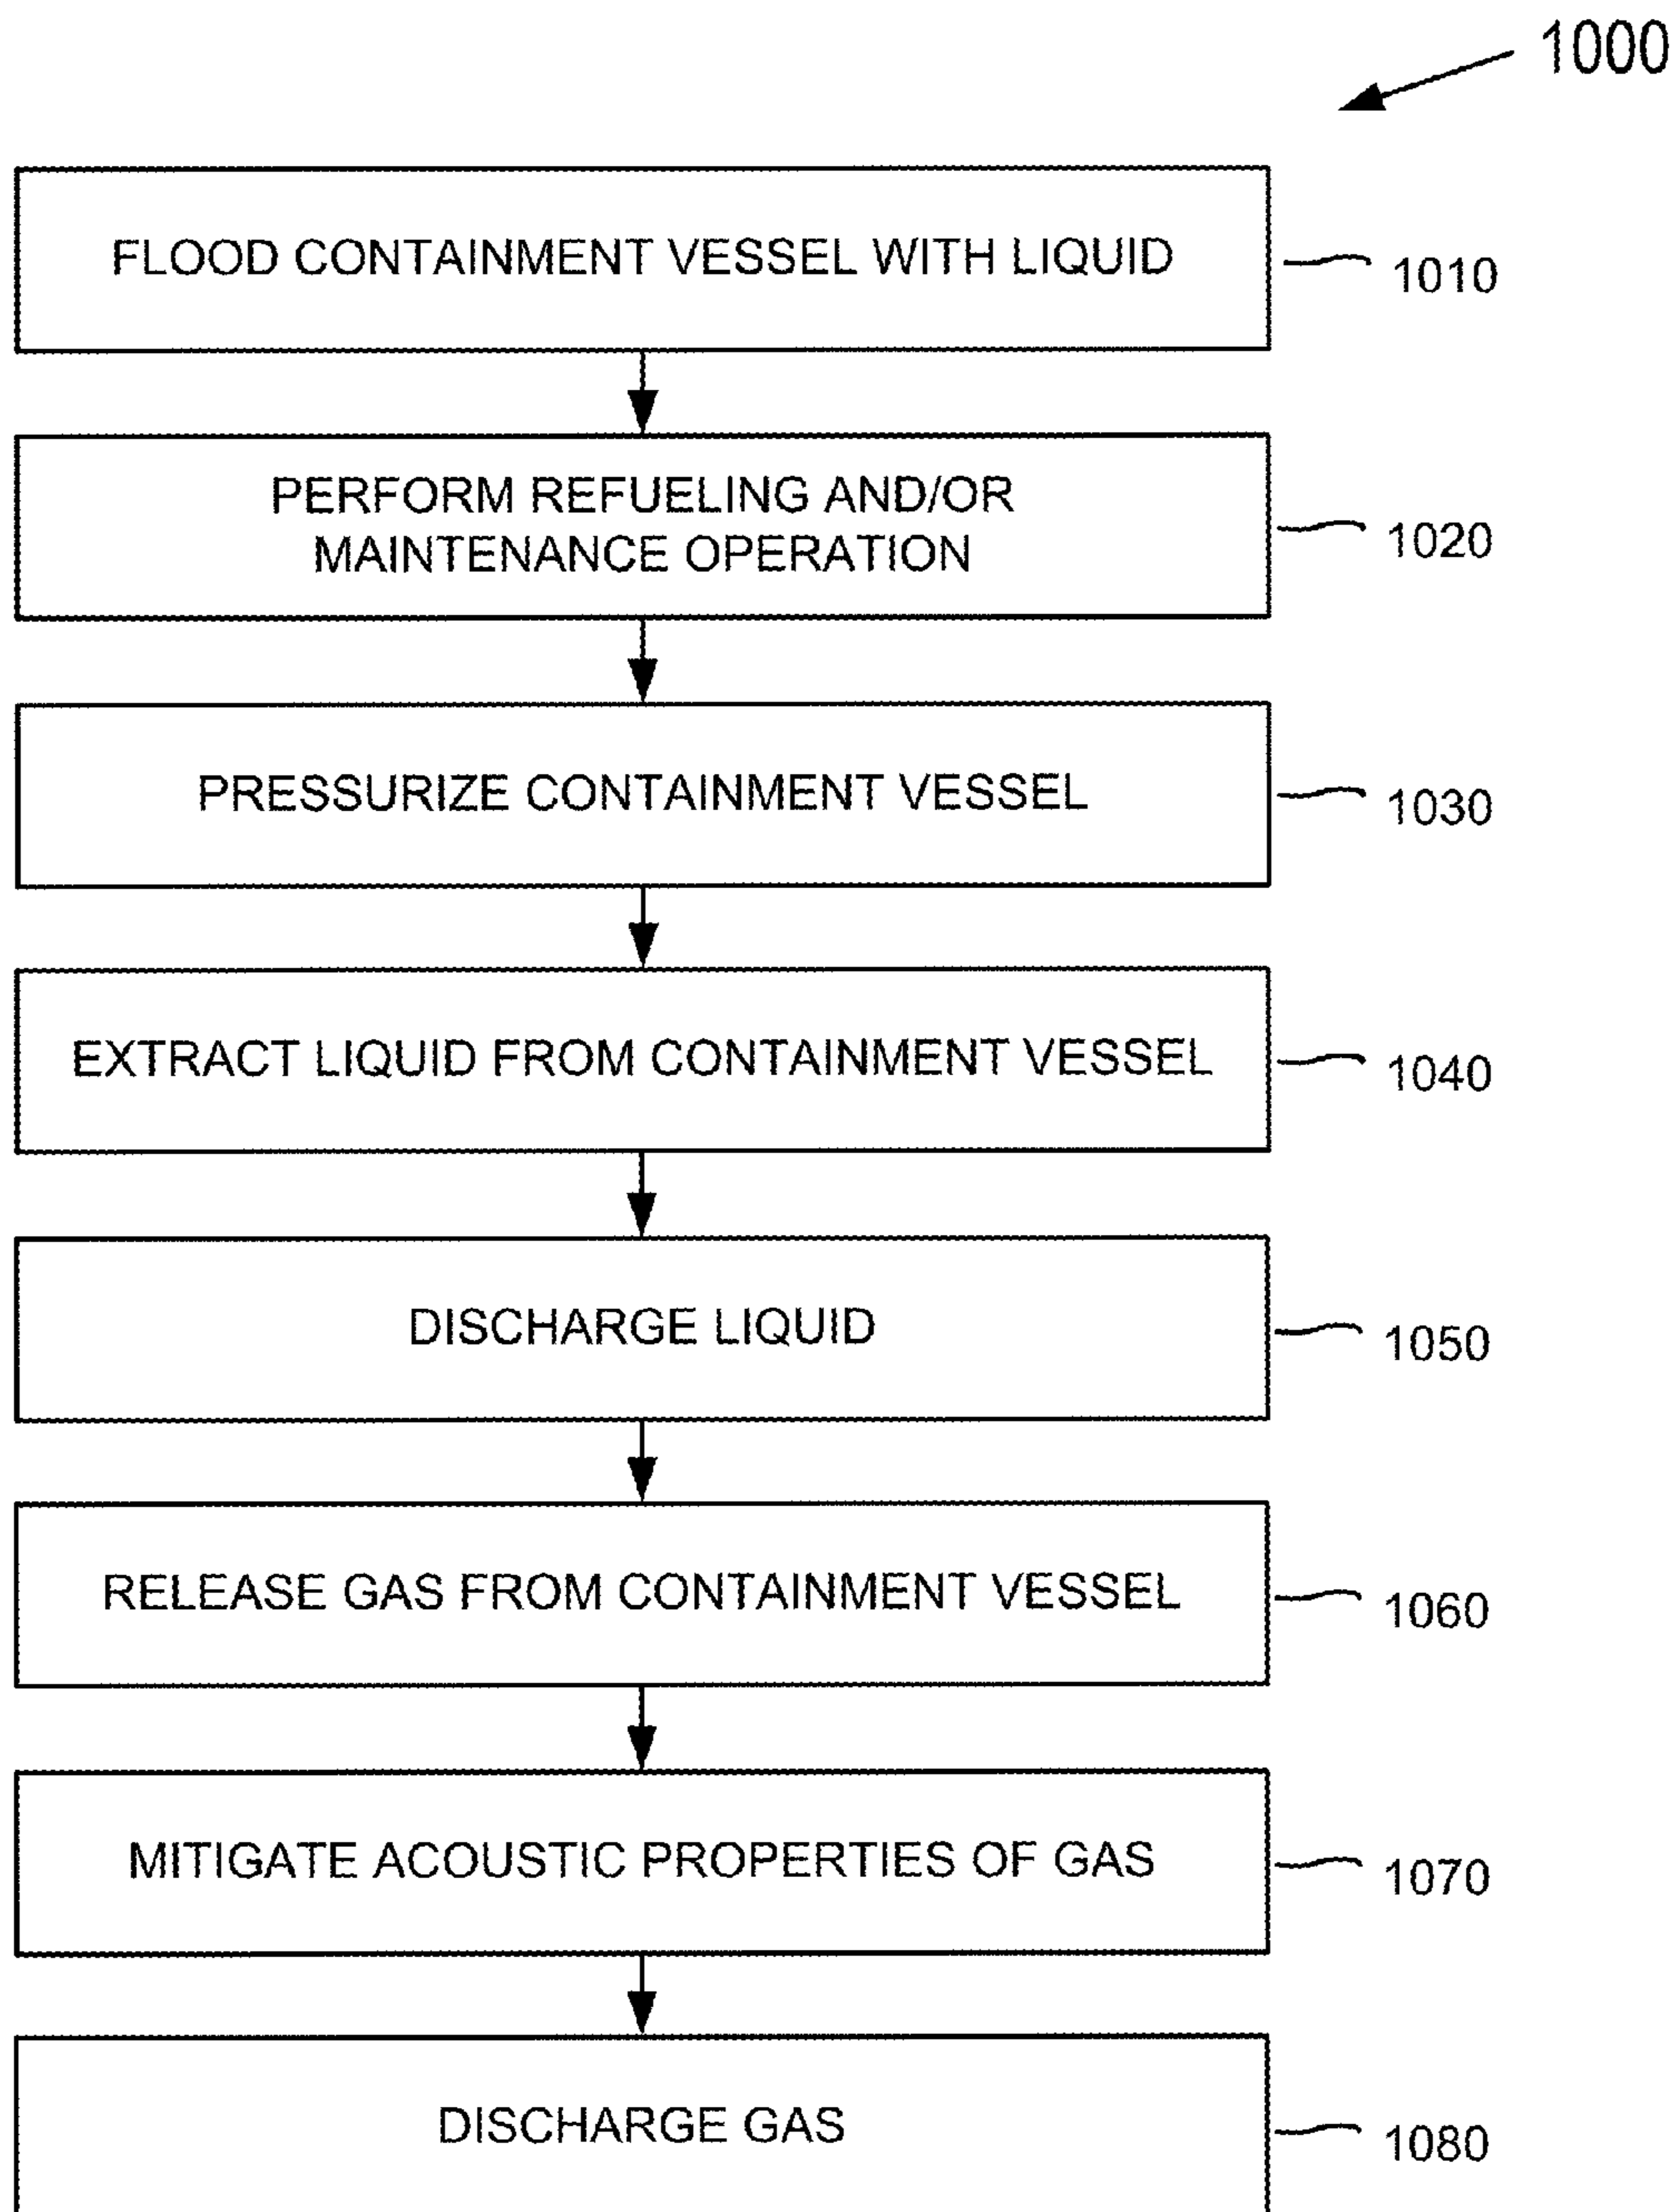 1000
FLOOD CONTAINMENT VESSEL WITH LIQUID
1010
PERFORM REFUELING AND/OR
MAINTENANCE OPERATION
1020
PRESSURIZE CONTAINMENT VESSEL
1030
EXTRACT LIQUID FROM CONTAINMENT VESSEL
1040
DISCHARGE LIQUID
1050
RELEASE GAS FROM CONTAINMENT VESSEL
1060
MITIGATE ACOUSTIC PROPERTIES OF GAS
1070
DISCHARGE GAS
1080